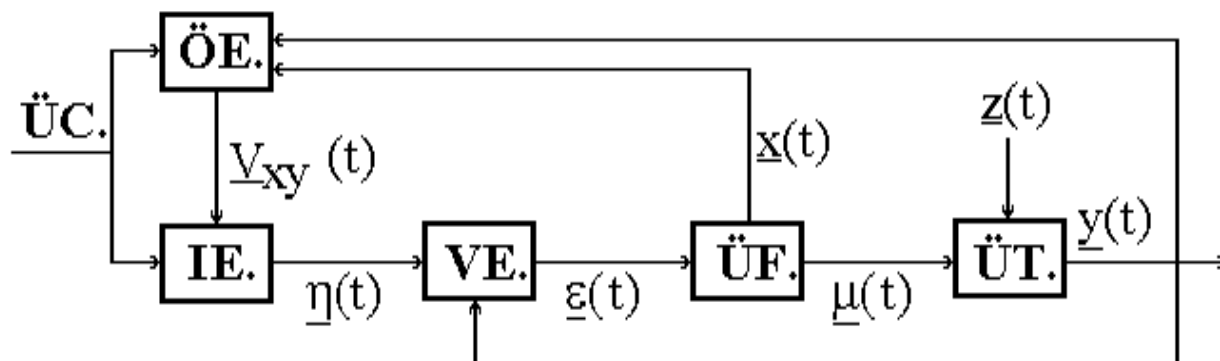 ÖE.
ÜC.
z(t)
V_xy (t)
x(t)
y(t)
IE.
VE.
ÜF.
ÜT.
η(t)
ε(t)
μ(t)